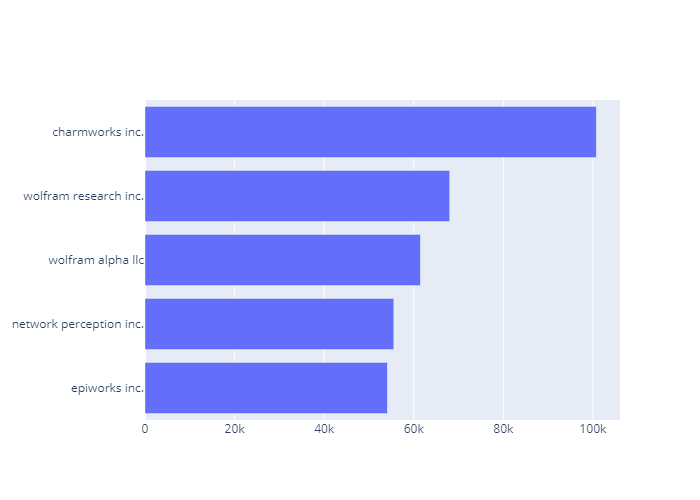 charmworks inc.
wolfram research inc.
wolfram alpha llc
network perception inc.
epiworks inc.
0 20k 40k 60k 80k 100k